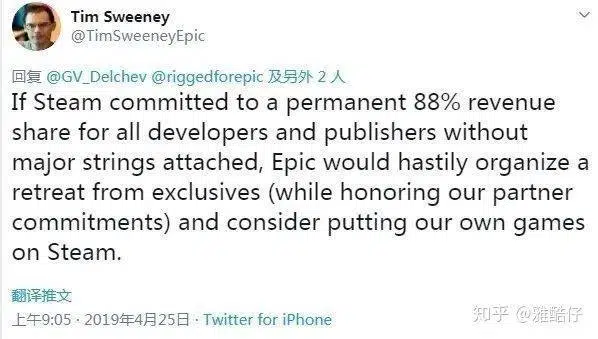 Tim Sweeney
@TimSweeneyEpic
回复 @GV_Delchev @riggedforepic 及另外 2 人
If Steam committed to a permanent 88% revenue
share for all developers and publishers without
major strings attached, Epic would hastily organize a
retreat from exclusives (while honoring our partner
commitments) and consider putting our own games
on Steam.
翻译推文
上午9:05 · 2019年4月25日 · Twitter for iPhone
知乎 @雅酷仔